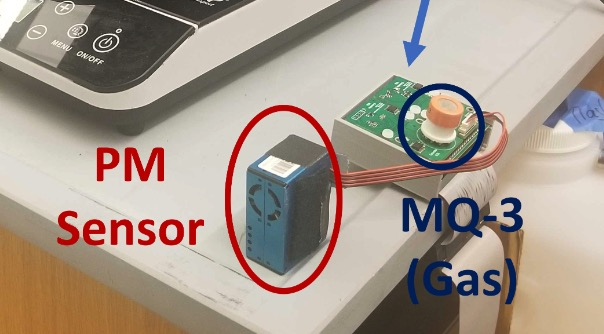 MENU
ON/OFF
PM
Sensor
MQ-3
(Gas)